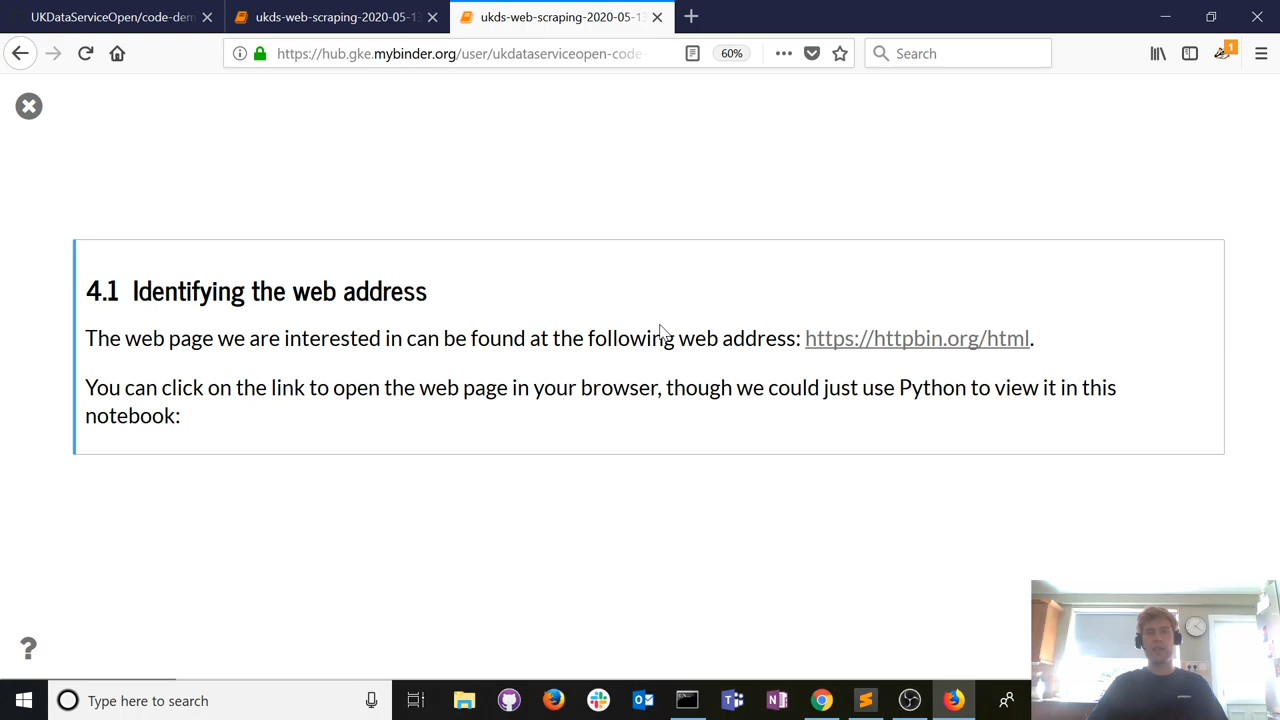 UKDataServiceOpen/code-dem
ukds-web-scraping-2020-05-13
ukds-web-scraping-2020-05-13
https://hub.gke.mybinder.org/user/ukdataserviceopen-code-
60%
Search
1
4.1 Identifying the web address
The web page we are interested in can be found at the following web address: https://httpbin.org/html.
You can click on the link to open the web page in your browser, though we could just use Python to view it in this
notebook:
?
Type here to search